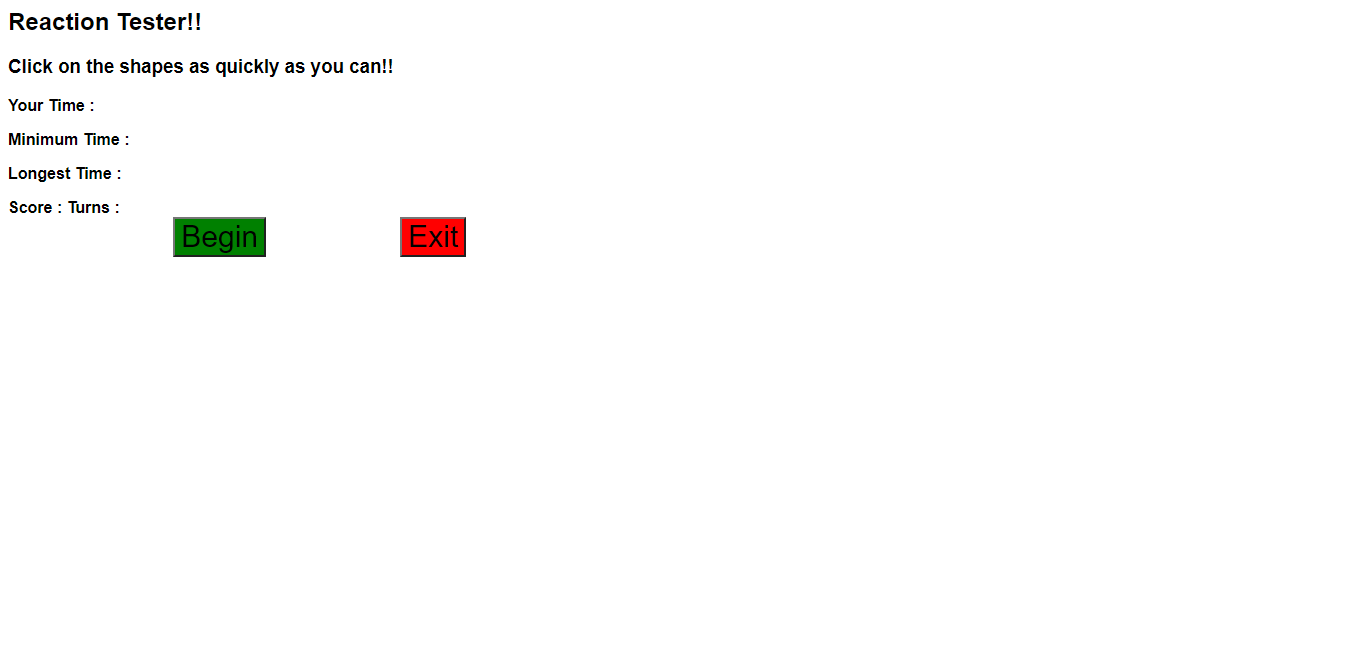 Reaction Tester!!
Click on the shapes as quickly as you can!!
Your Time :
Minimum Time :
Longest Time :
Score : Turns :
Begin Exit